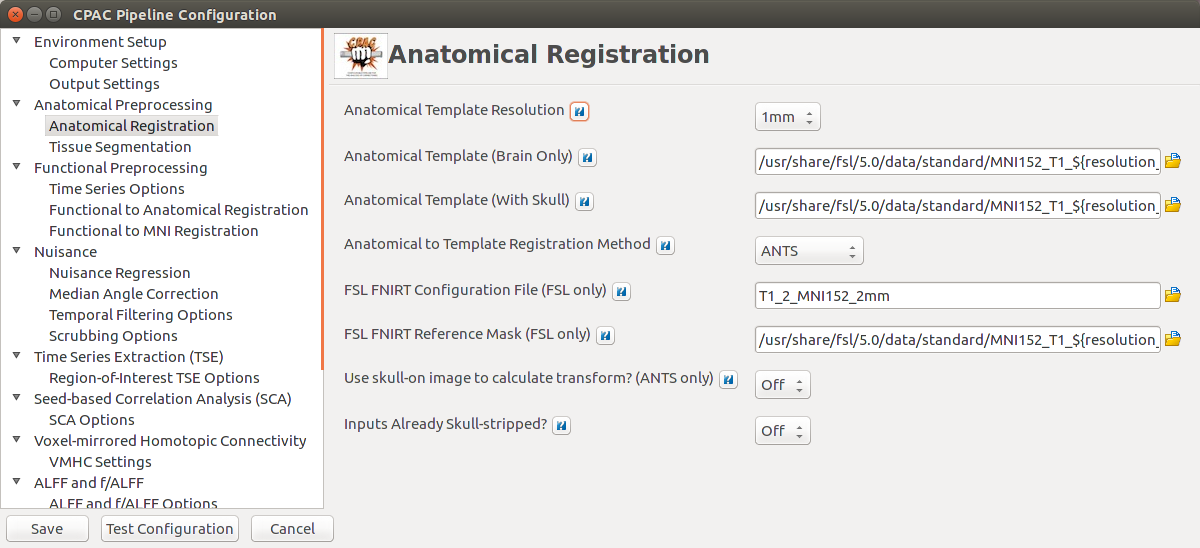 CPAC Pipeline Configuration
Environment Setup
Computer Settings
Output Settings
Anatomical Preprocessing
Anatomical Registration
Tissue Segmentation
Functional Preprocessing
Time Series Options
Functional to Anatomical Registration
Functional to MNI Registration
Nuisance
Nuisance Regression
Median Angle Correction
Temporal Filtering Options
Scrubbing Options
Time Series Extraction (TSE)
Region-of-Interest TSE Options
Seed-based Correlation Analysis (SCA)
SCA Options
Voxel-mirrored Homotopic Connectivity
VMHC Settings
ALFF and f/ALFF
ALFF and f/ALFF Options
Save Test Configuration Cancel
CPAC
Anatomical Registration
Anatomical Template Resolution ? 1mm
Anatomical Template (Brain Only) ? /usr/share/fsl/5.0/data/standard/MNI152_T1_${resolution_
Anatomical Template (With Skull) ? /usr/share/fsl/5.0/data/standard/MNI152_T1_${resolution_
Anatomical to Template Registration Method ? ANTS
FSL FNIRT Configuration File (FSL only) ? T1_2_MNI152_2mm
FSL FNIRT Reference Mask (FSL only) ? /usr/share/fsl/5.0/data/standard/MNI152_T1_${resolution_
Use skull-on image to calculate transform? (ANTS only) ? Off
Inputs Already Skull-stripped? ? Off